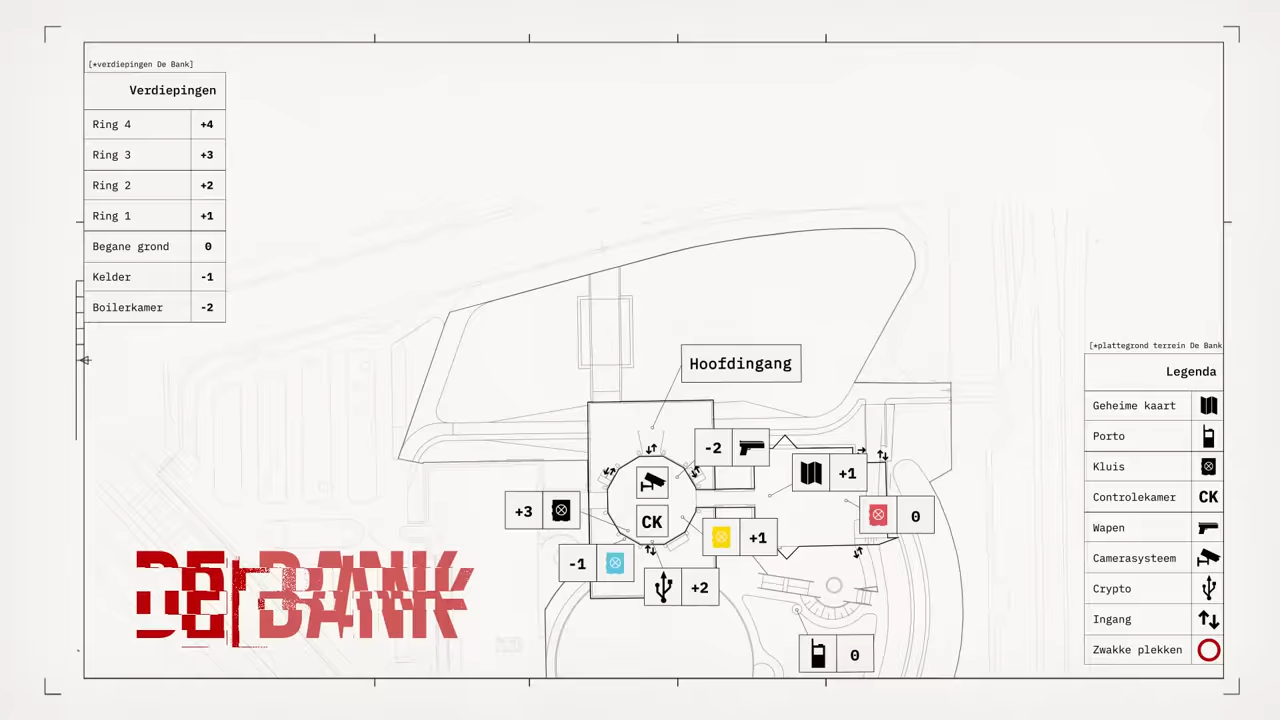 [*verdiepingen De Bank]
Verdiepingen
Ring 4 +4
Ring 3 +3
Ring 2 +2
Ring 1 +1
Begane grond 0
Kelder -1
Boilerkamer -2
Hoofdingang
-2
+1
+3
CK
0
+1
-1
+2
0
DE BANK
[*plattegrond terrein De Bank
Legenda
Geheime kaart
Porto
Kluis
Controlekamer CK
Wapen
Camerasysteem
Crypto
Ingang
Zwakke plekken